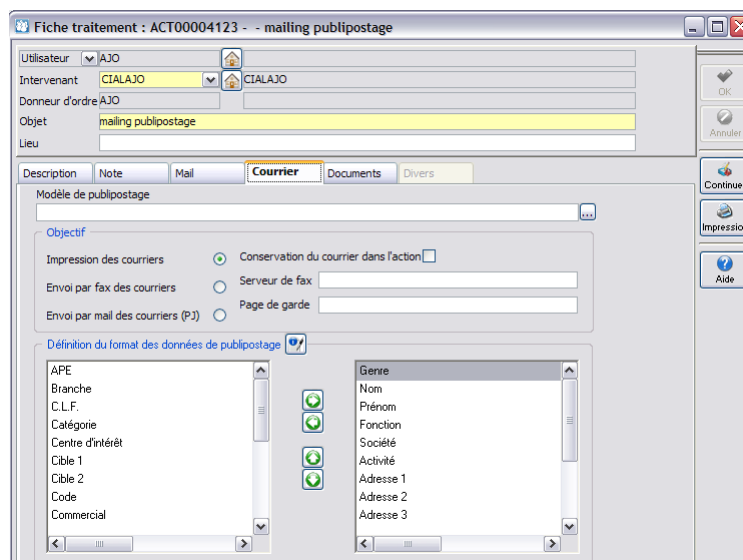 Fiche traitement : ACT00004123 - - mailing publipostage
Utilisateur AJO
Intervenant CIALAJO CIALAJO
Donneur d'ordre AJO
Objet mailing publipostage
Lieu
OK
Annuler
Continue
Impressio
Aide
Description Note Mail Courrier Documents Divers
Modèle de publipostage
...
Objectif
Impression des courriers Conservation du courrier dans l'action
Envoi par fax des courriers Serveur de fax
Envoi par mail des courriers (PJ) Page de garde
Définition du format des données de publipostage
APE
Branche
C.L.F.
Catégorie
Centre d'intérêt
Cible 1
Cible 2
Code
Commercial
Genre
Nom
Prénom
Fonction
Société
Activité
Adresse 1
Adresse 2
Adresse 3